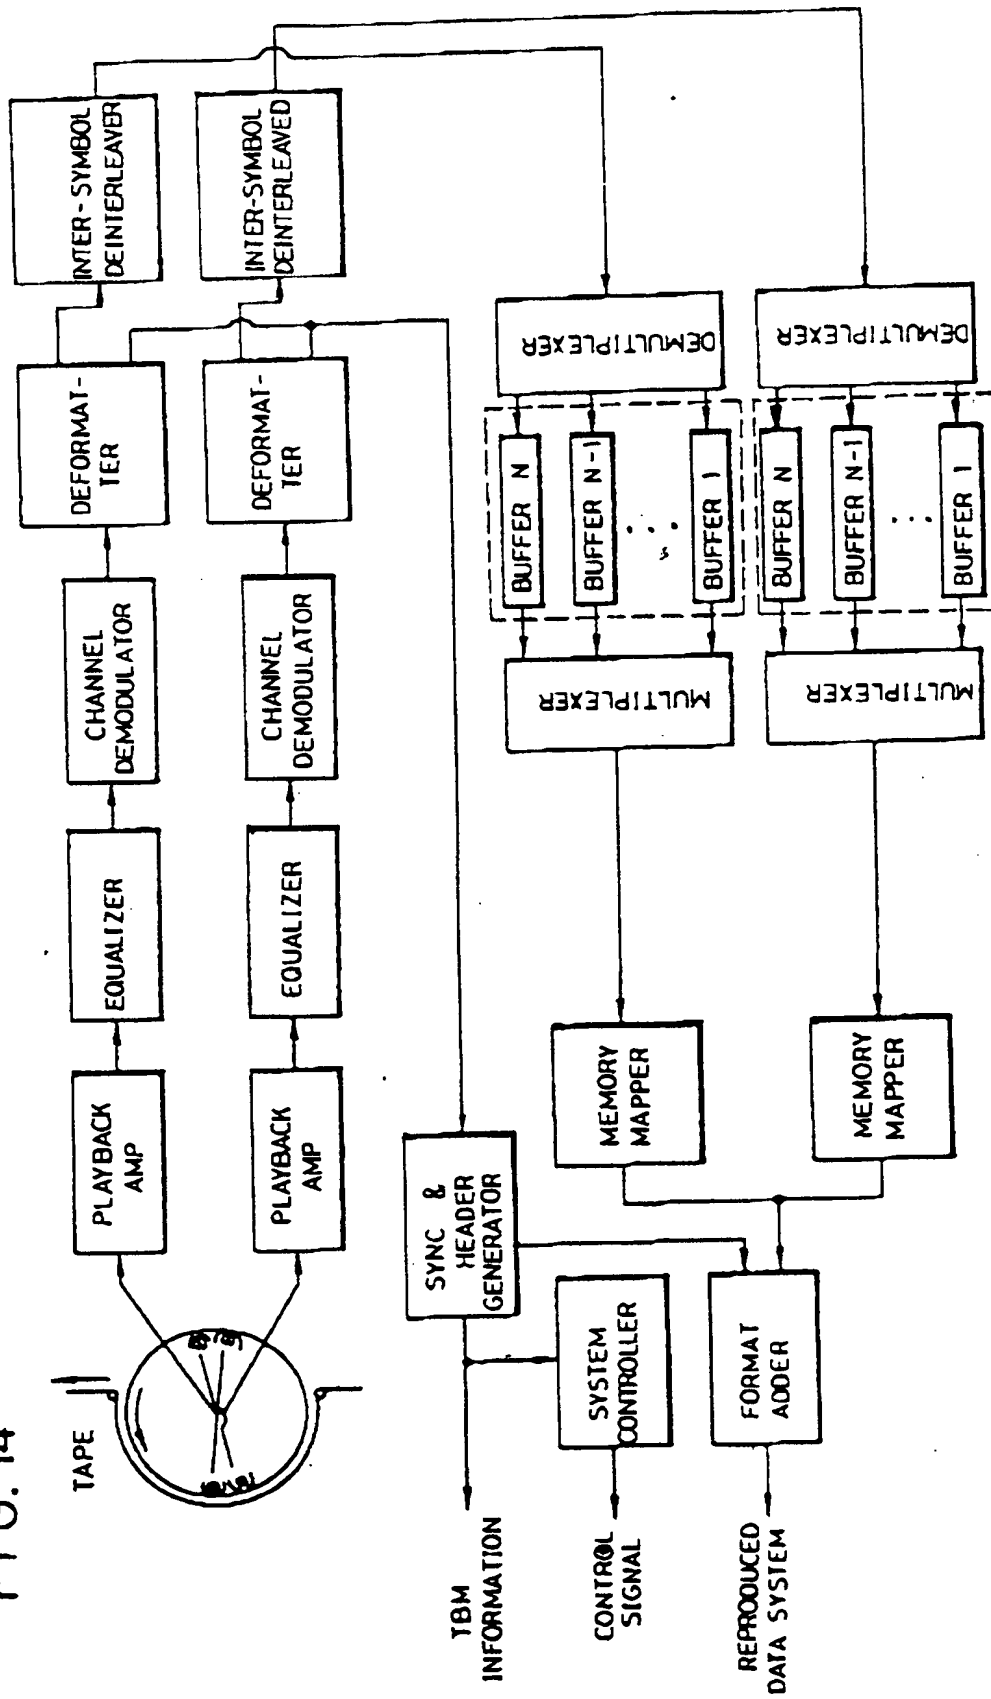 FIG. 14
TAPE
PLAYBACK
AMP
EQUALIZER
CHANNEL
DEMODULATOR
DEFORMAT-
TER
INTER-SYMBOL
DEINTERLEAVER
PLAYBACK
AMP
EQUALIZER
CHANNEL
DEMODULATOR
DEFORMAT-
TER
INTER-SYMBOL
DEINTERLEAVED
TBM
INFORMATION
SYNC &
HEADER
GENERATOR
CONTROL
SIGNAL
SYSTEM
CONTROLLER
REPRODUCED
DATA SYSTEM
FORMAT
ADDER
MEMORY
MAPPER
MULTIPLEXER
BUFFER N
BUFFER N-1
...
BUFFER 1
DEMULTIPLEXER
MEMORY
MAPPER
MULTIPLEXER
BUFFER N
BUFFER N-1
...
BUFFER 1
DEMULTIPLEXER